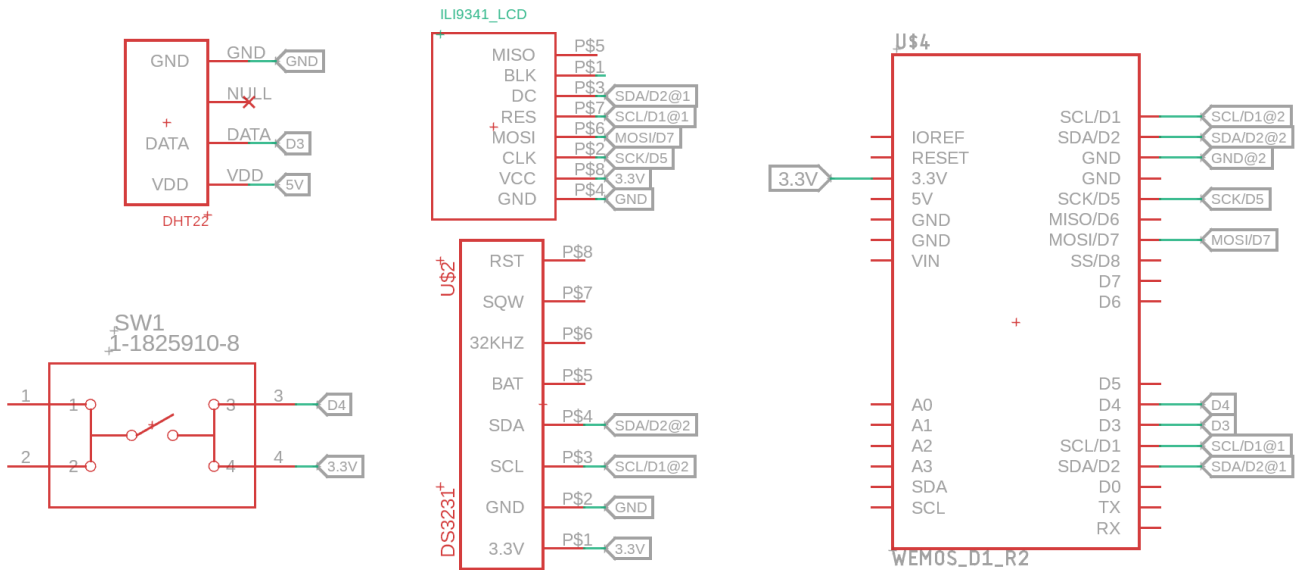 GND GND GND
NULL
DATA DATA D3
VDD VDD 5V
DHT22
SW1
1-1825910-8
1 1 3 3 D4
2 2 4 4 3.3V
ILI9341_LCD
MISO P$5
BLK P$1
DC P$3 SDA/D2@1
RES P$7 SCL/D1@1
MOSI P$6 MOSI/D7
CLK P$2 SCK/D5
VCC P$8 3.3V
GND P$4 GND
U$2
RST P$8
SQW P$7
32KHZ P$6
BAT P$5
SDA P$4 SDA/D2@2
SCL P$3 SCL/D1@2
GND P$2 GND
3.3V P$1 3.3V
DS3231
U$4
SCL/D1 SCL/D1@2
IOREF SDA/D2 SDA/D2@2
RESET GND GND@2
3.3V 3.3V GND
5V SCK/D5 SCK/D5
GND MISO/D6
GND MOSI/D7 MOSI/D7
VIN SS/D8
D7
D6
D5
A0 D4 D4
A1 D3 D3
A2 SCL/D1 SCL/D1@1
A3 SDA/D2 SDA/D2@1
SDA D0
SCL TX
RX
WEMOS_D1_R2